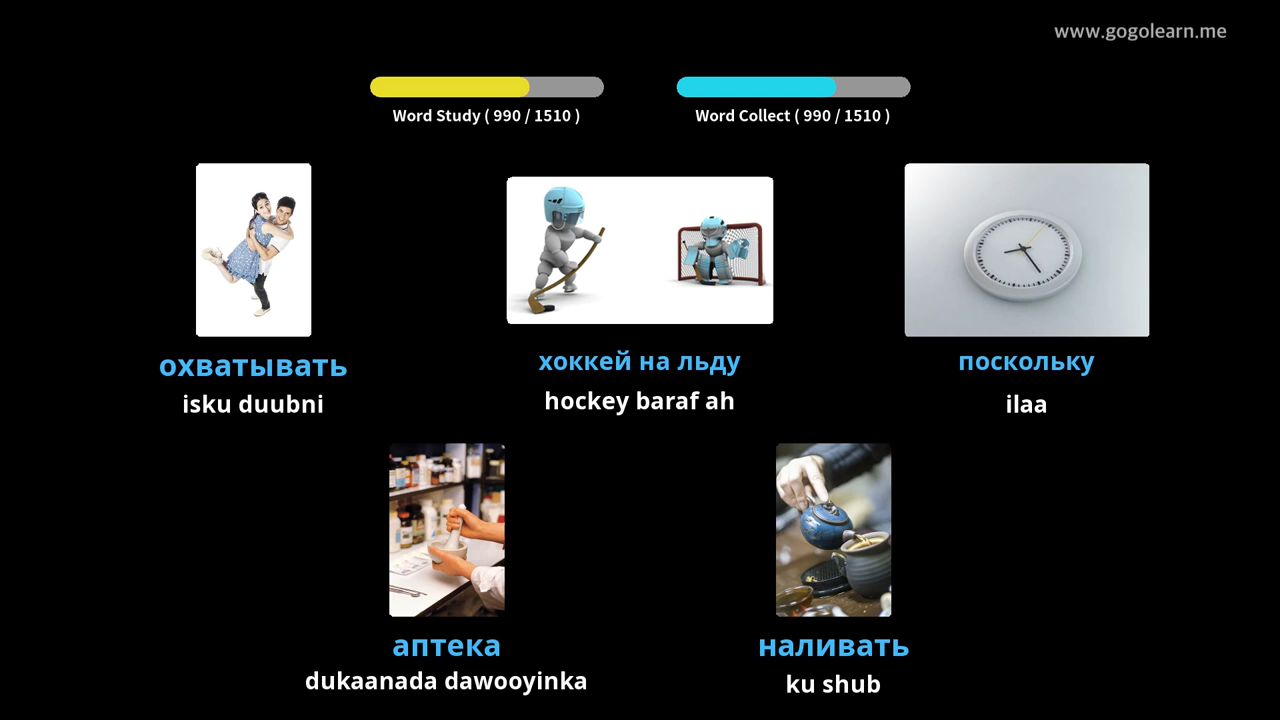 www.gogolearn.me
Word Study ( 990 / 1510 )
Word Collect ( 990 / 1510 )
охватывать
isku duubni
хоккей на льду
hockey baraf ah
поскольку
ilaa
аптека
dukaanada dawooyinka
наливать
ku shub